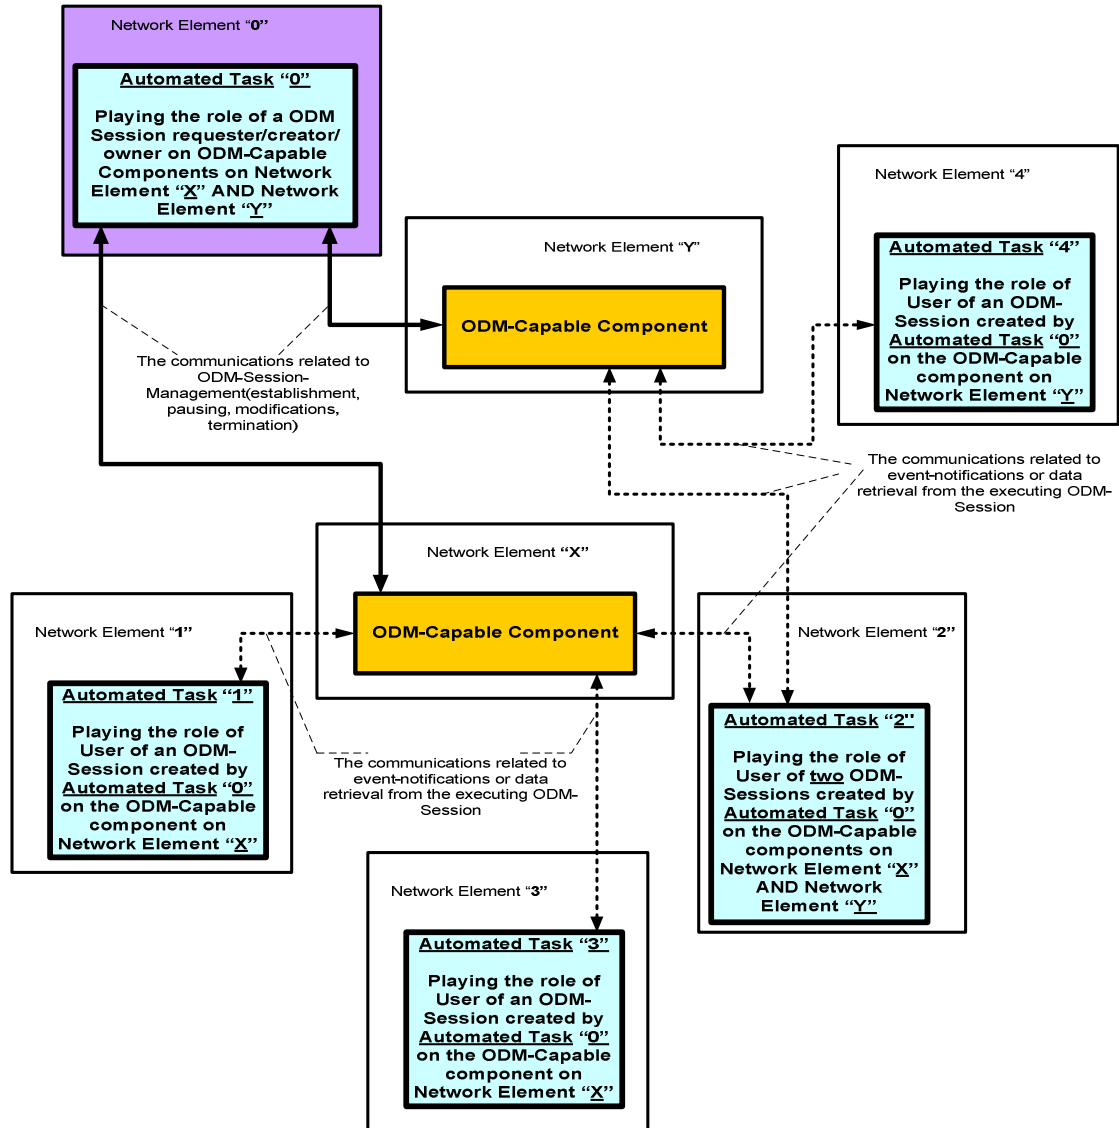 Network Element “0”
Automated Task “0”
Playing the role of a ODM
Session requester/creator/
owner on ODM-Capable
Components on Network
Element “X” AND Network
Element “Y”
Network Element “4”
Automated Task “4”
Playing the role of
User of an ODM-
Session created by
Automated Task “0”
on the ODM-Capable
component on
Network Element “Y”
Network Element “Y”
ODM-Capable Component
The communications related to
ODM-Session-
Management(establishment,
pausing, modifications,
termination)
The communications related to
event-notifications or data
retrieval from the executing ODM-
Session
Network Element “X”
ODM-Capable Component
Network Element “1”
Automated Task “1”
Playing the role of
User of an ODM-
Session created by
Automated Task “0”
on the ODM-Capable
component on
Network Element “X”
Network Element “2”
Automated Task “2"
Playing the role of
User of two ODM-
Sessions created by
Automated Task “0”
on the ODM-Capable
components on
Network Element “X”
AND Network
Element “Y”
The communications related to
event-notifications or data
retrieval from the executing ODM-
Session
Network Element “3”
Automated Task “3”
Playing the role of
User of an ODM-
Session created by
Automated Task “0”
on the ODM-Capable
component on
Network Element “X”